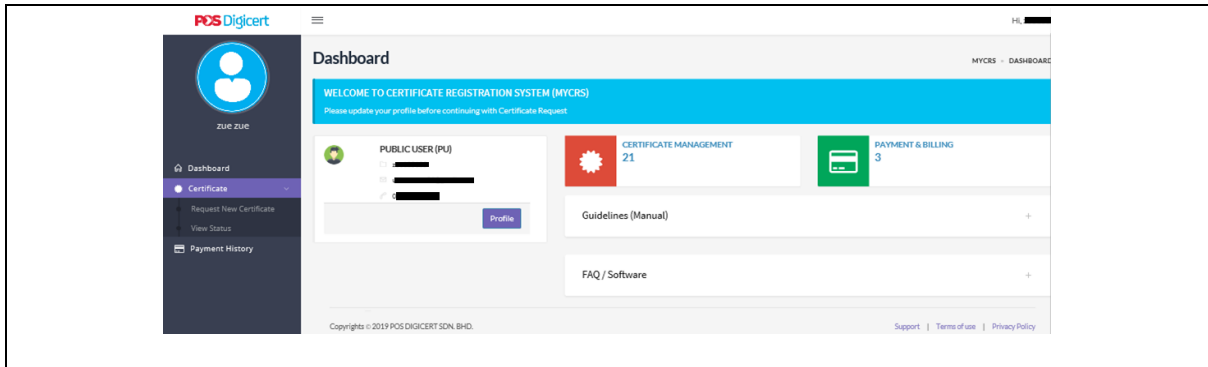 POS Digicert
Hi,
Dashboard
MYCRS - DASHBOARD
WELCOME TO CERTIFICATE REGISTRATION SYSTEM (MYCRS)
Please update your profile before continuing with Certificate Request
zue zue
Dashboard
Certificate
Request New Certificate
View Status
Payment History
PUBLIC USER (PU)
Profile
CERTIFICATE MANAGEMENT
21
PAYMENT & BILLING
3
Guidelines (Manual)
FAQ / Software
Copyrights © 2019 POS DIGICERT SDN. BHD.
Support | Terms of use | Privacy Policy